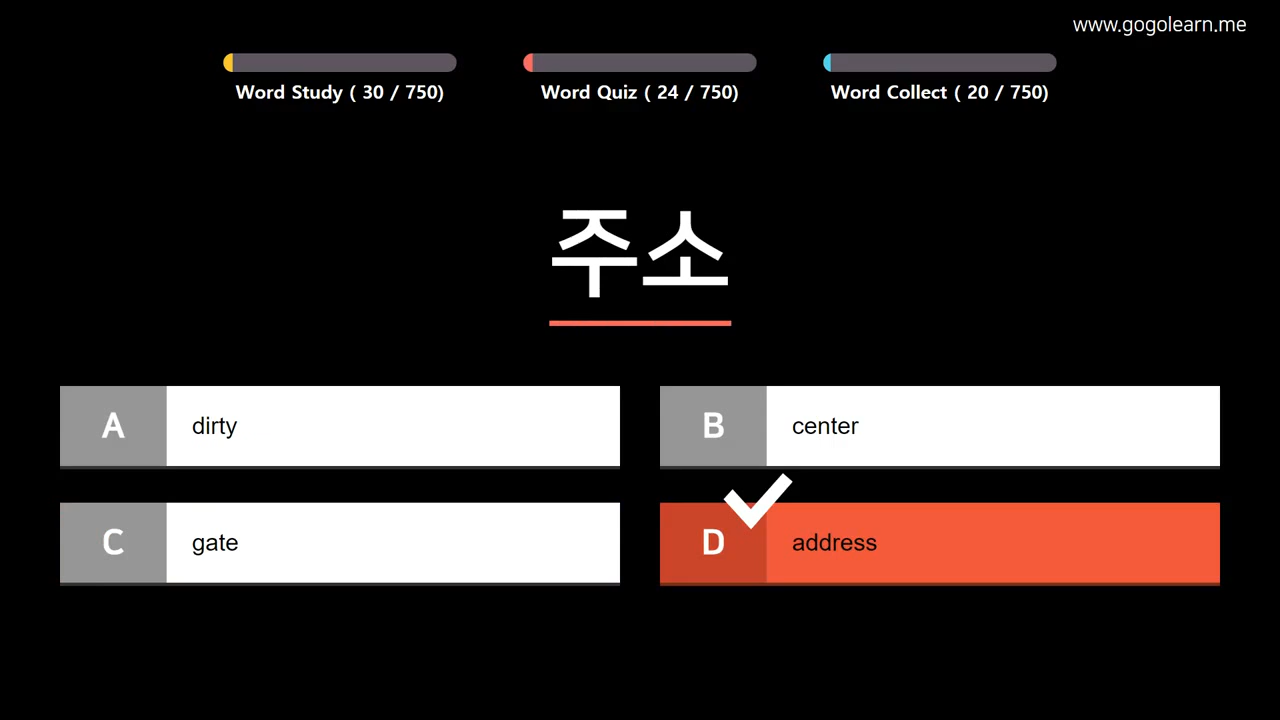 www.gogolearn.me
Word Study ( 30 / 750)
Word Quiz ( 24 / 750)
Word Collect ( 20 / 750)
주소
A dirty
B center
C gate
D address